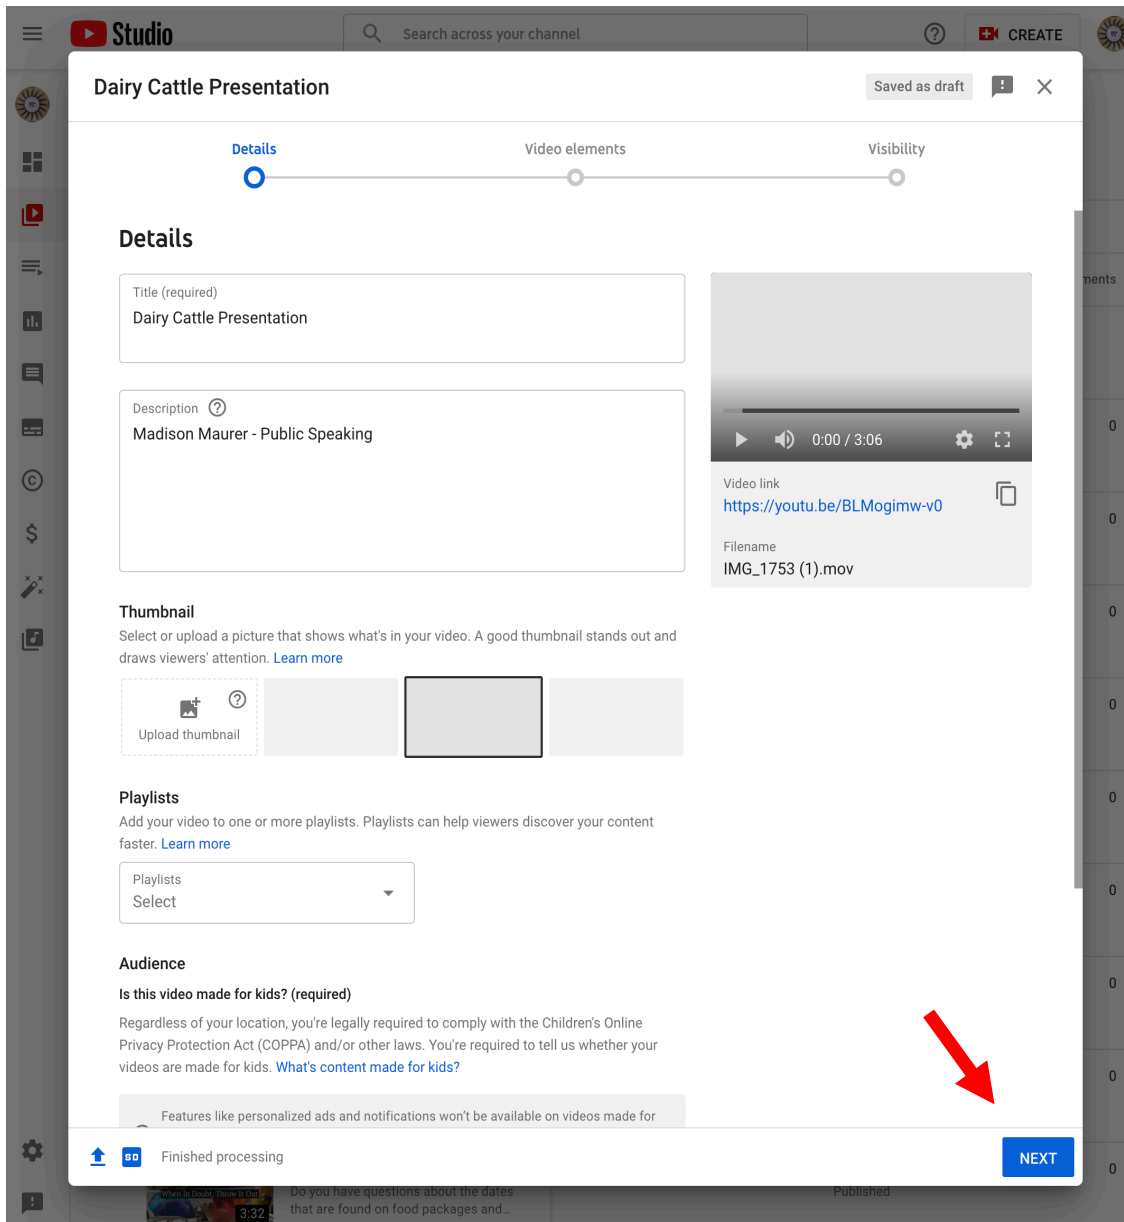 Studio
Search across your channel
CREATE
Dairy Cattle Presentation
Saved as draft
Details
Video elements
Visibility
Details
Title (required)
Dairy Cattle Presentation
Description
Madison Maurer - Public Speaking
0:00 / 3:06
Video link
https://youtu.be/BLMogimw-v0
Filename
IMG_1753 (1).mov
Thumbnail
Select or upload a picture that shows what's in your video. A good thumbnail stands out and
draws viewers' attention. Learn more
Upload thumbnail
Playlists
Add your video to one or more playlists. Playlists can help viewers discover your content
faster. Learn more
Playlists
Select
Audience
Is this video made for kids? (required)
Regardless of your location, you're legally required to comply with the Children's Online
Privacy Protection Act (COPPA) and/or other laws. You're required to tell us whether your
videos are made for kids. What's content made for kids?
Features like personalized ads and notifications won't be available on videos made for
SD
Finished processing
NEXT
ments
0
0
0
0
0
0
0
0
0
When In Doubt, Throw It Out
3:32
Do you have questions about the dates
that are found on food packages and...
Published